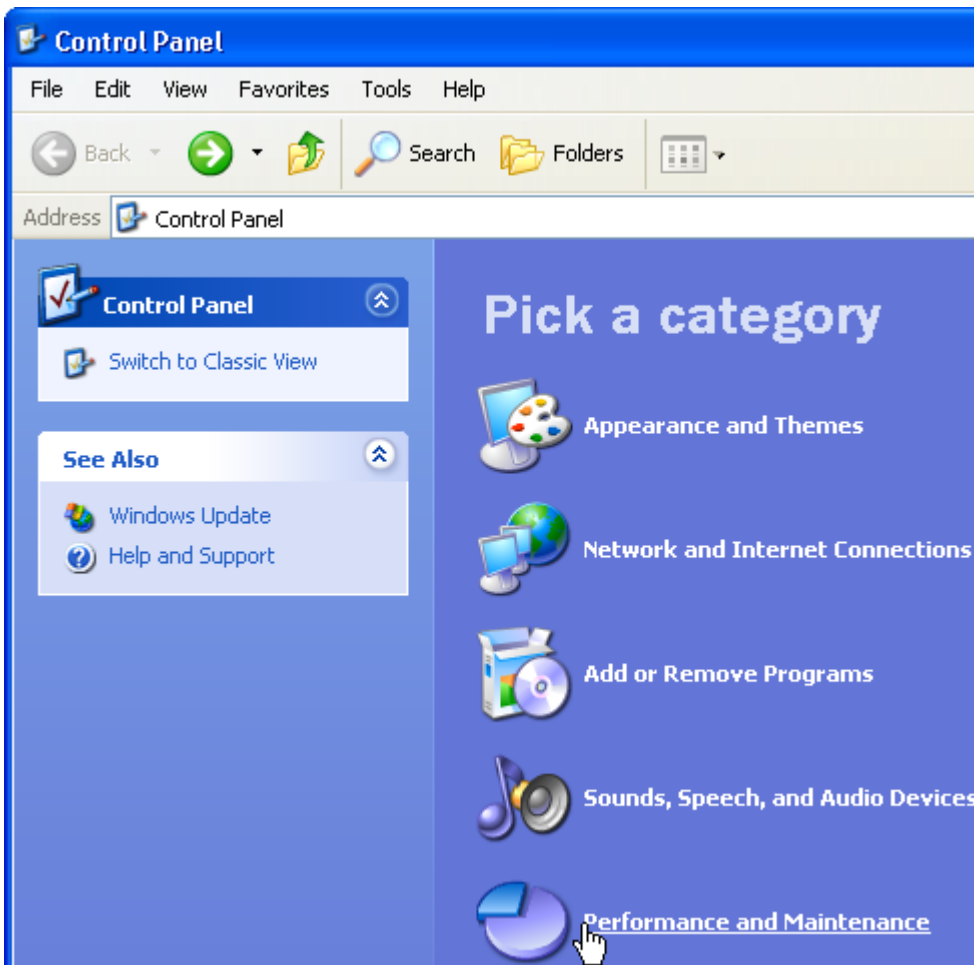 Control Panel
File Edit View Favorites Tools Help
Back Search Folders
Address Control Panel
Control Panel
Switch to Classic View
See Also
Windows Update
Help and Support
Pick a category
Appearance and Themes
Network and Internet Connections
Add or Remove Programs
Sounds, Speech, and Audio Devices
Performance and Maintenance